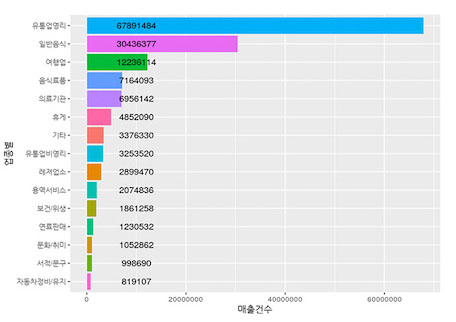 업종별
유통업영리 67891484
일반음식 30436377
여행업 12236114
음식료품 7164093
의료기관 6956142
휴게 4852090
기타 3376330
유통업비영리 3253520
레져업소 2899470
용역서비스 2074836
보건/위생 1861258
연료판매 1230532
문화/취미 1052862
서적/문구 998690
자동차정비/유지 819107
0 20000000 40000000 60000000
매출건수